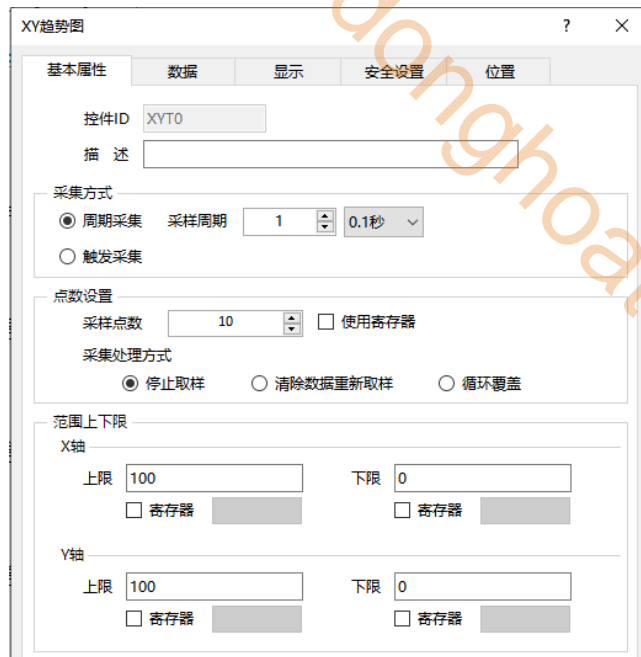 XY趋势图 ? ×
基本属性 数据 显示 安全设置 位置
控件ID XYT0
描 述
采集方式
周期采集 采样周期 1 0.1秒
触发采集
点数设置
采样点数 10 使用寄存器
采集处理方式
停止取样 清除数据重新取样 循环覆盖
范围上下限
X轴
上限 100 下限 0
寄存器 寄存器
Y轴
上限 100 下限 0
寄存器 寄存器
donghoat